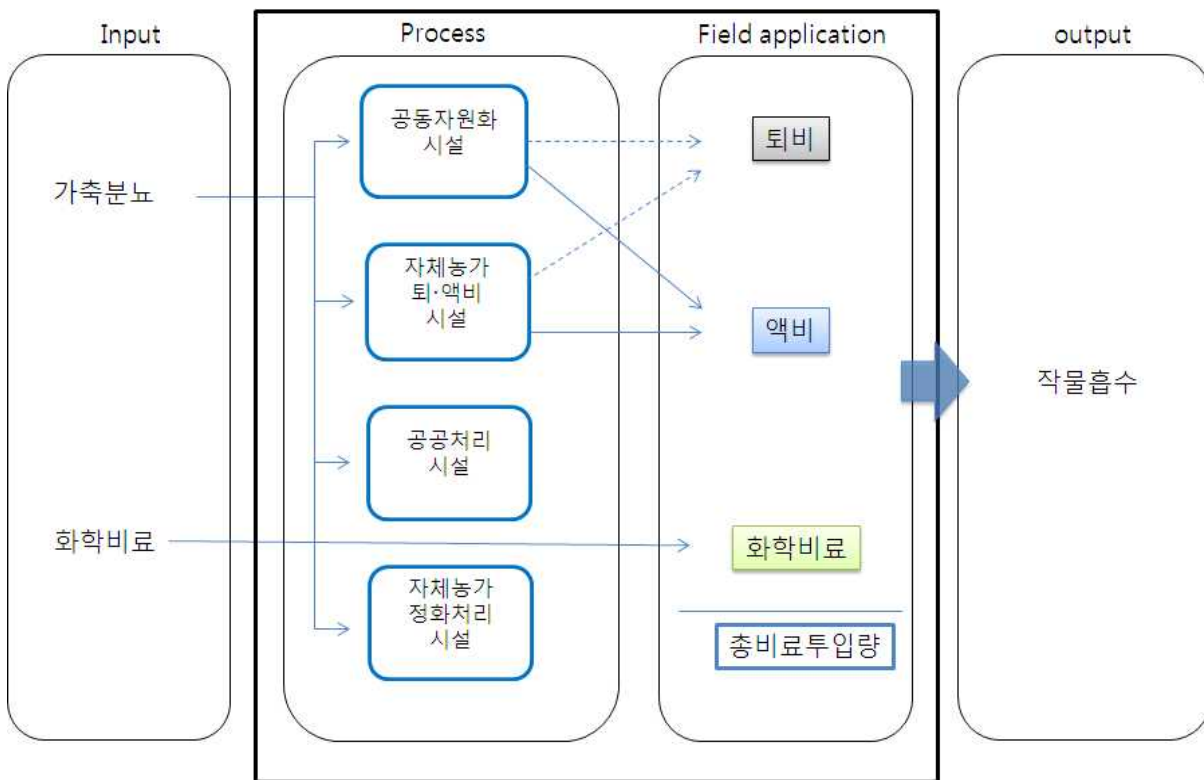 Input
Process
Field application
output
가축분뇨
화학비료
공동자원화
시설
자체농가
퇴·액비
시설
공공처리
시설
자체농가
정화처리
시설
퇴비
액비
화학비료
총비료투입량
작물흡수